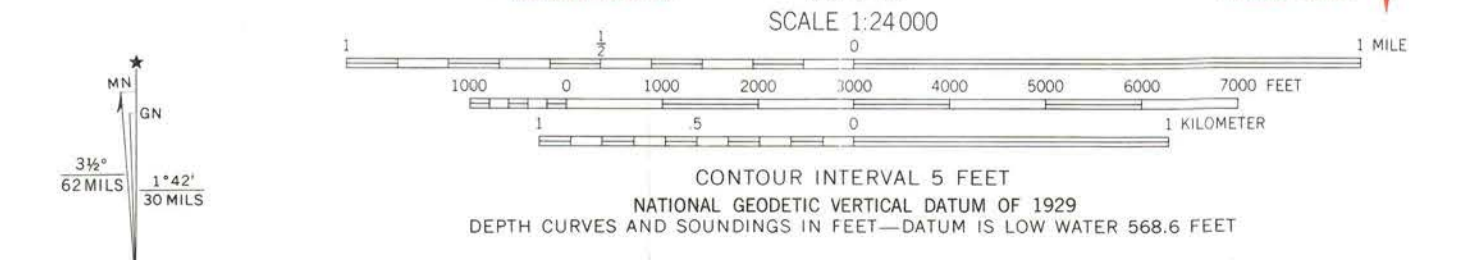 SCALE 1:24 000
1 ½ 0 1 MILE
1000 0 1000 2000 3000 4000 5000 6000 7000 FEET
1 .5 0 1 KILOMETER
CONTOUR INTERVAL 5 FEET
NATIONAL GEODETIC VERTICAL DATUM OF 1929
DEPTH CURVES AND SOUNDINGS IN FEET—DATUM IS LOW WATER 568.6 FEET
MN
GN
3½°
62 MILS
1°42'
30 MILS